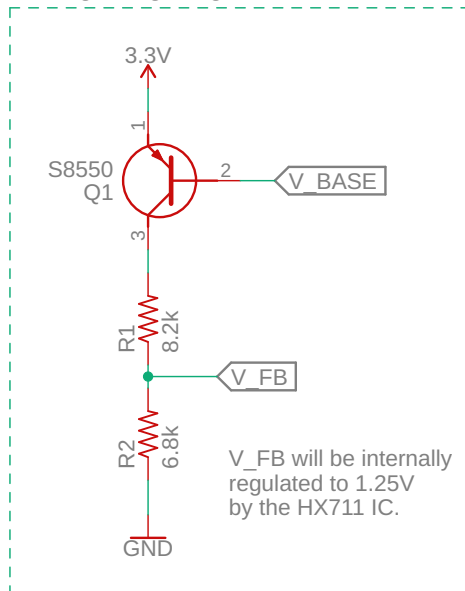 3.3V
1
S8550
Q1
2
V_BASE
3
R1
8.2k
V_FB
R2
6.8k
V_FB will be internally
regulated to 1.25V
by the HX711 IC.
GND